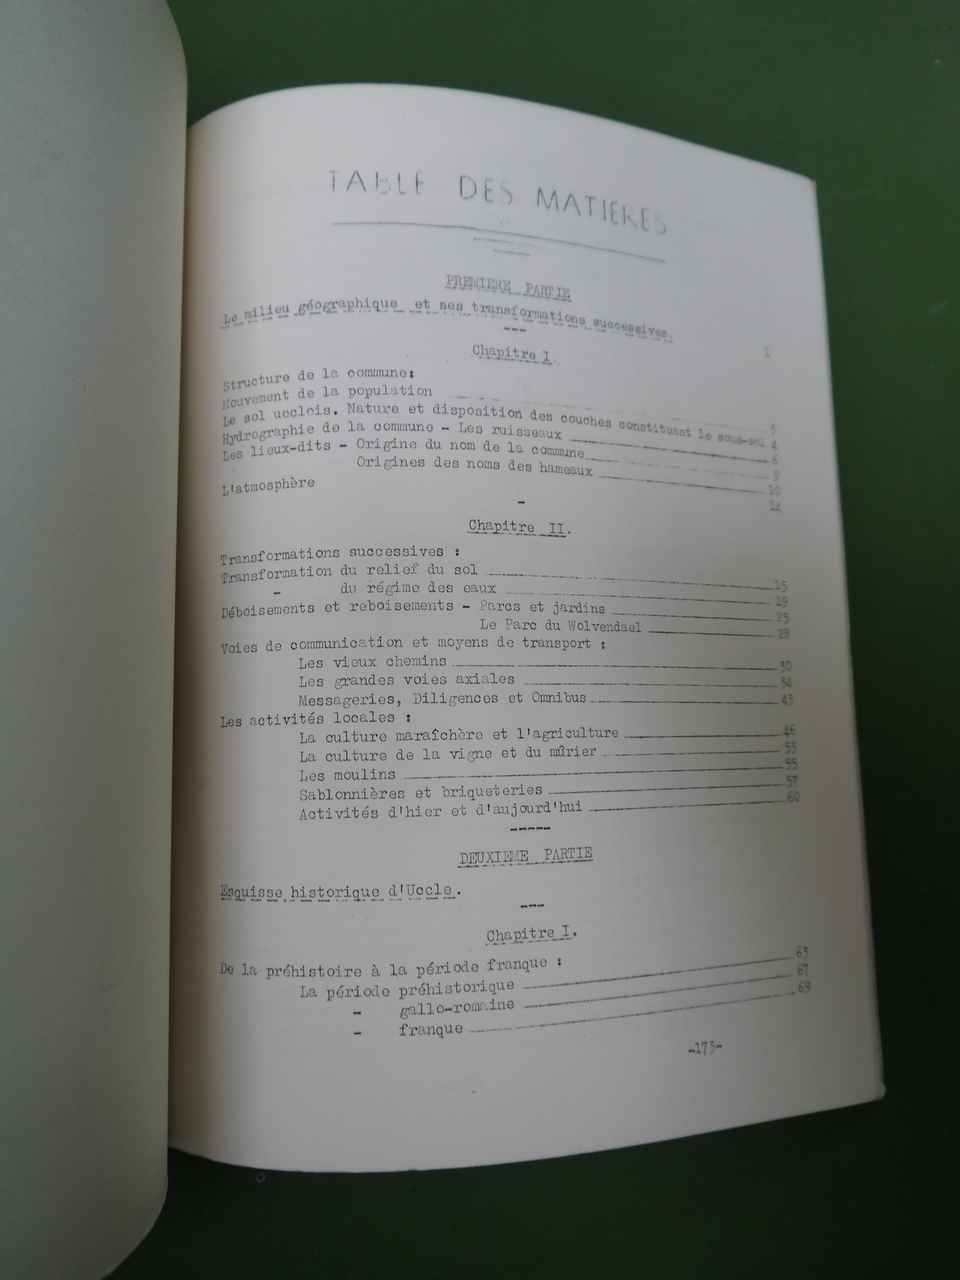 TABLE DES MATIERES
PREMIERE PARTIE
Le milieu géographique et ses transformations successives.
1
Chapitre I
Structure de la commune:
Mouvement de la population 3
Le sol ucclois. Nature et disposition des couches constituant le sous-sol 4
Hydrographie de la commune - Les ruisseaux 6
Les lieux-dits - Origine du nom de la commune 9
Origines des noms des hameaux 10
L'atmosphère 14
-
Chapitre II.
Transformations successives :
Transformation du relief du sol 15
- du régime des eaux 19
Déboisements et reboisements - Parcs et jardins 25
Le Parc du Wolvendael 28
Voies de communication et moyens de transport :
Les vieux chemins 30
Les grandes voies axiales 34
Messageries, Diligences et Omnibus 43
Les activités locales :
La culture maraîchère et l'agriculture 46
La culture de la vigne et du mûrier 53
Les moulins 55
Sablonnières et briqueteries 57
Activités d'hier et d'aujourd'hui 60
DEUXIEME PARTIE
Esquisse historique d'Uccle.
Chapitre I.
De la préhistoire à la période franque :
La période préhistorique 63
- gallo-romaine 67
- franque 69
-173-